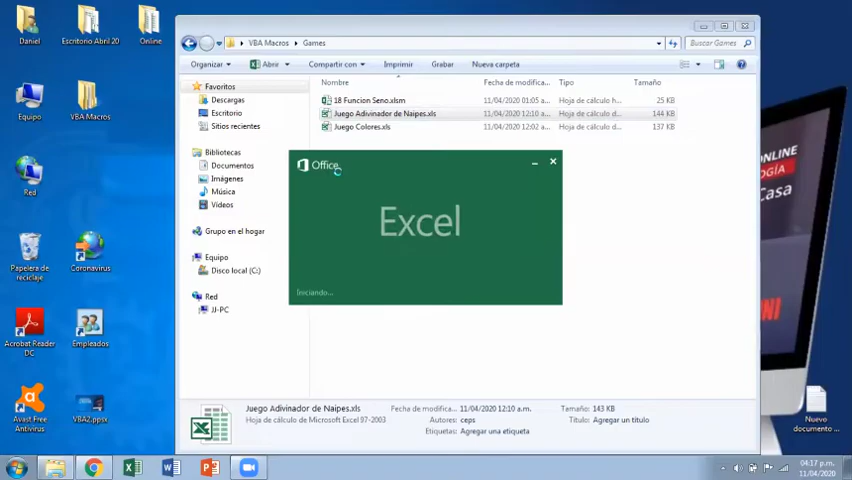 Daniel
Escritorio Abril 20
Online
Equipo
VBA Macros
Red
Papelera de reciclaje
Coronavirus
Acrobat Reader DC
Empleados
Avast Free Antivirus
VBA2.ppsx
VBA Macros Games
Buscar Games
Organizar Abrir Compartir con Imprimir Grabar Nueva carpeta
Favoritos
Descargas
Escritorio
Sitios recientes
Bibliotecas
Documentos
Imágenes
Música
Vídeos
Grupo en el hogar
Equipo
Disco local (C:)
Red
JJ-PC
Nombre Fecha de modifica... Tipo Tamaño
18 Funcion Seno.xlsm 11/04/2020 01:05 a... Hoja de cálculo h... 25 KB
Juego Adivinador de Naipes.xls 11/04/2020 12:10 a... Hoja de cálculo d... 144 KB
Juego Colores.xls 11/04/2020 12:02 a... Hoja de cálculo d... 137 KB
Office
Excel
Iniciando...
Juego Adivinador de Naipes.xls Fecha de modifica... 11/04/2020 12:10 a.m. Tamaño: 143 KB
Hoja de cálculo de Microsoft Excel 97-2003 Autores: ceps Título: Agregar un título
Etiquetas: Agregar una etiqueta
ONLINE
OLOGÍA
Casa
Nuevo documento ...
04:17 p.m.
11/04/2020